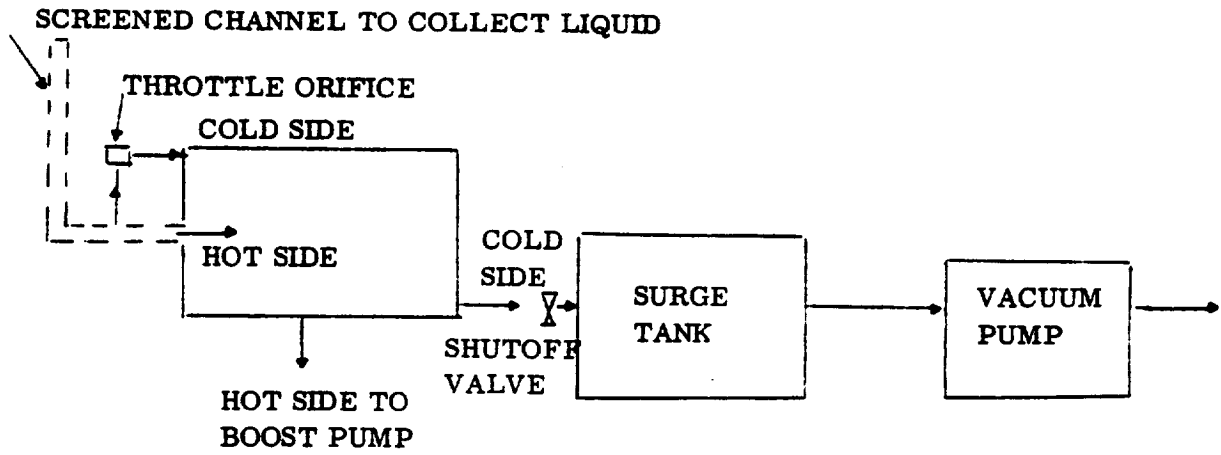 SCREENED CHANNEL TO COLLECT LIQUID
THROTTLE ORIFICE
COLD SIDE
HOT SIDE
COLD
SIDE
SHUTOFF
VALVE
SURGE
TANK
VACUUM
PUMP
HOT SIDE TO
BOOST PUMP